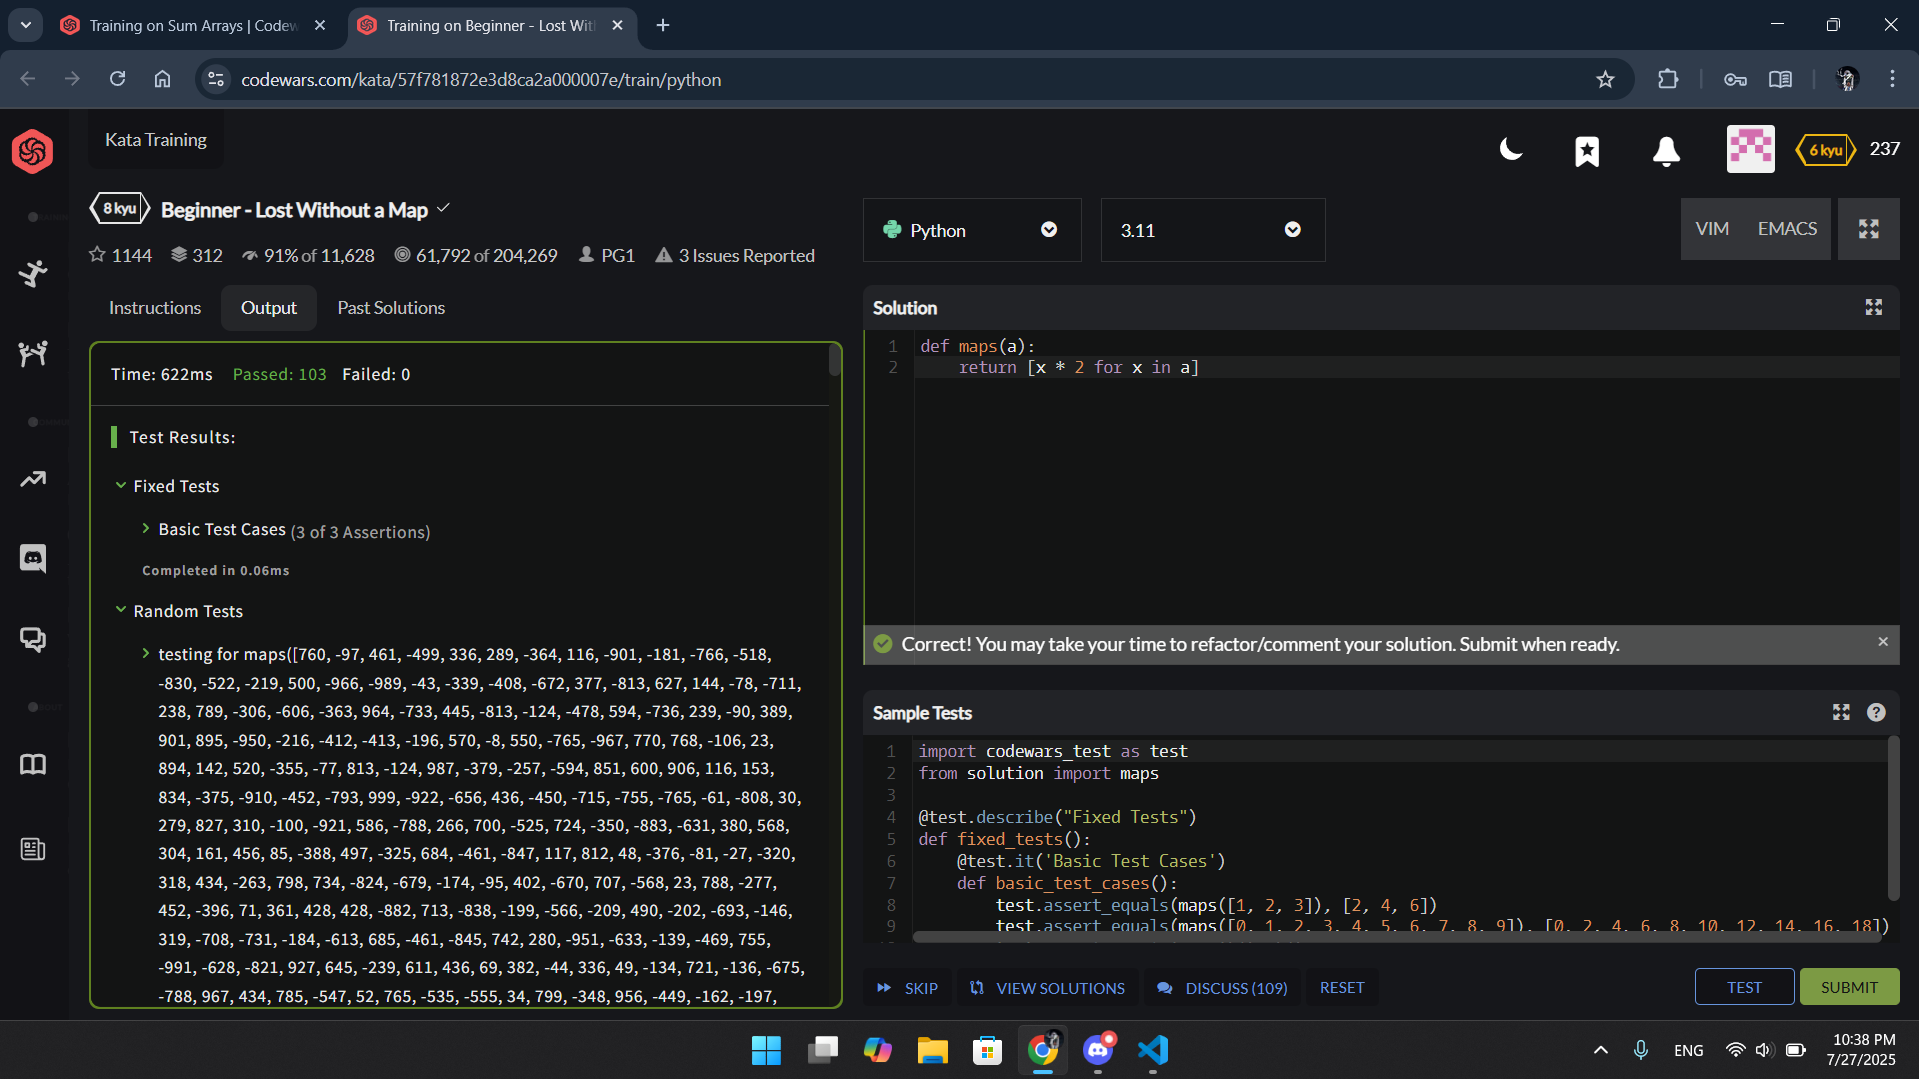 Training on Sum Arrays | Codew
Training on Beginner - Lost Wit
codewars.com/kata/57f781872e3d8ca2a000007e/train/python
Kata Training
6 kyu 237
8 kyu Beginner - Lost Without a Map
1144 312 91% of 11,628 61,792 of 204,269 PG1 3 Issues Reported
Python 3.11 VIM EMACS
Instructions Output Past Solutions
Time: 622ms Passed: 103 Failed: 0
Test Results:
Fixed Tests
Basic Test Cases (3 of 3 Assertions)
Completed in 0.06ms
Random Tests
testing for maps([760, -97, 461, -499, 336, 289, -364, 116, -901, -181, -766, -518,
-830, -522, -219, 500, -966, -989, -43, -339, -408, -672, 377, -813, 627, 144, -78, -711,
238, 789, -306, -606, -363, 964, -733, 445, -813, -124, -478, 594, -736, 239, -90, 389,
901, 895, -950, -216, -412, -413, -196, 570, -8, 550, -765, -967, 770, 768, -106, 23,
894, 142, 520, -355, -77, 813, -124, 987, -379, -257, -594, 851, 600, 906, 116, 153,
834, -375, -910, -452, -793, 999, -922, -656, 436, -450, -715, -755, -765, -61, -808, 30,
279, 827, 310, -100, -921, 586, -788, 266, 700, -525, 724, -350, -883, -631, 380, 568,
304, 161, 456, 85, -388, 497, -325, 684, -461, -847, 117, 812, 48, -376, -81, -27, -320,
318, 434, -263, 798, 734, -824, -679, -174, -95, 402, -670, 707, -568, 23, 788, -277,
452, -396, 71, 361, 428, 428, -882, 713, -838, -199, -566, -209, 490, -202, -693, -146,
319, -708, -731, -184, -613, 685, -461, -845, 742, 280, -951, -633, -139, -469, 755,
-991, -628, -821, 927, 645, -239, 611, 436, 69, 382, -44, 336, 49, -134, 721, -136, -675,
-788, 967, 434, 785, -547, 52, 765, -535, -555, 34, 799, -348, 956, -449, -162, -197,
Solution
1 def maps(a):
2 return [x * 2 for x in a]
Correct! You may take your time to refactor/comment your solution. Submit when ready.
Sample Tests
1 import codewars_test as test
2 from solution import maps
3
4 @test.describe("Fixed Tests")
5 def fixed_tests():
6 @test.it('Basic Test Cases')
7 def basic_test_cases():
8 test.assert_equals(maps([1, 2, 3]), [2, 4, 6])
9 test.assert_equals(maps([0, 1, 2, 3, 4, 5, 6, 7, 8, 9]), [0, 2, 4, 6, 8, 10, 12, 14, 16, 18])
SKIP VIEW SOLUTIONS DISCUSS (109) RESET TEST SUBMIT
ENG
10:38 PM
7/27/2025